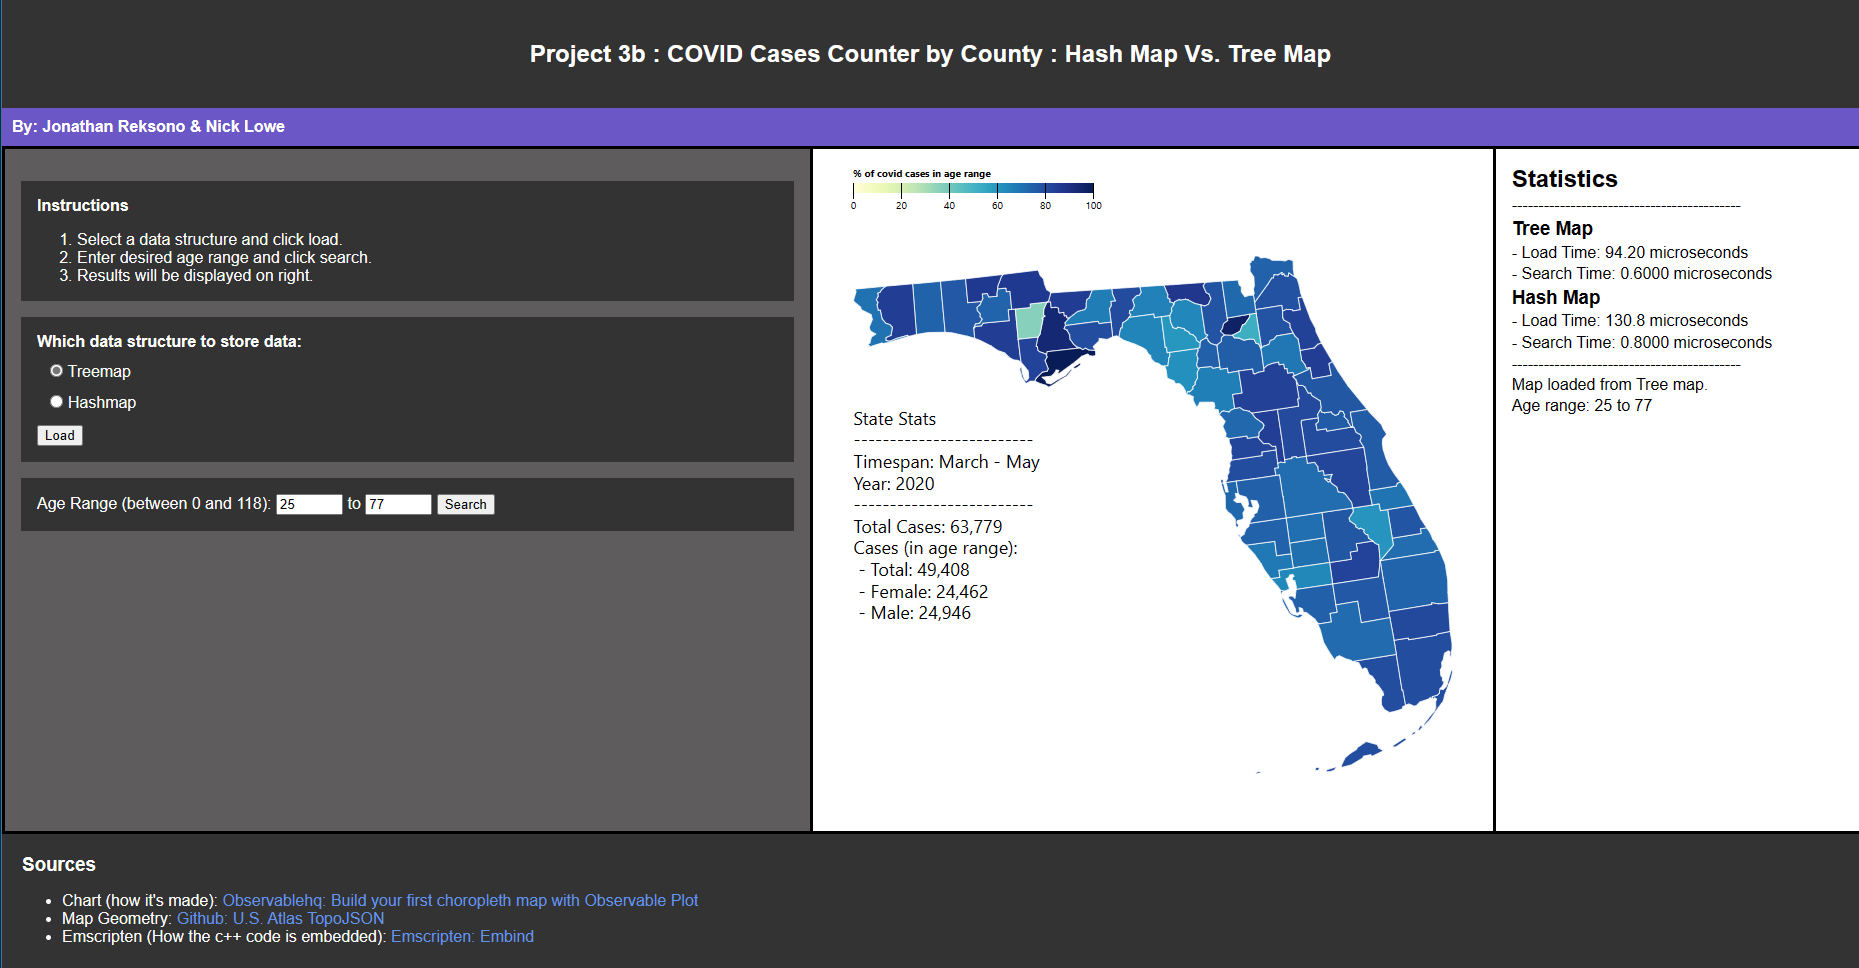 Project 3b : COVID Cases Counter by County : Hash Map Vs. Tree Map
By: Jonathan Reksono & Nick Lowe
Instructions
1. Select a data structure and click load.
2. Enter desired age range and click search.
3. Results will be displayed on right.
Which data structure to store data:
Treemap
Hashmap
Load
Age Range (between 0 and 118): 25 to 77 Search
% of covid cases in age range
0 20 40 60 80 100
State Stats
-------------------------
Timespan: March - May
Year: 2020
-------------------------
Total Cases: 63,779
Cases (in age range):
- Total: 49,408
- Female: 24,462
- Male: 24,946
Statistics
-------------------------------------------
Tree Map
- Load Time: 94.20 microseconds
- Search Time: 0.6000 microseconds
Hash Map
- Load Time: 130.8 microseconds
- Search Time: 0.8000 microseconds
-------------------------------------------
Map loaded from Tree map.
Age range: 25 to 77
Sources
• Chart (how it's made): Observablehq: Build your first choropleth map with Observable Plot
• Map Geometry: Github: U.S. Atlas TopoJSON
• Emscripten (How the c++ code is embedded): Emscripten: Embind